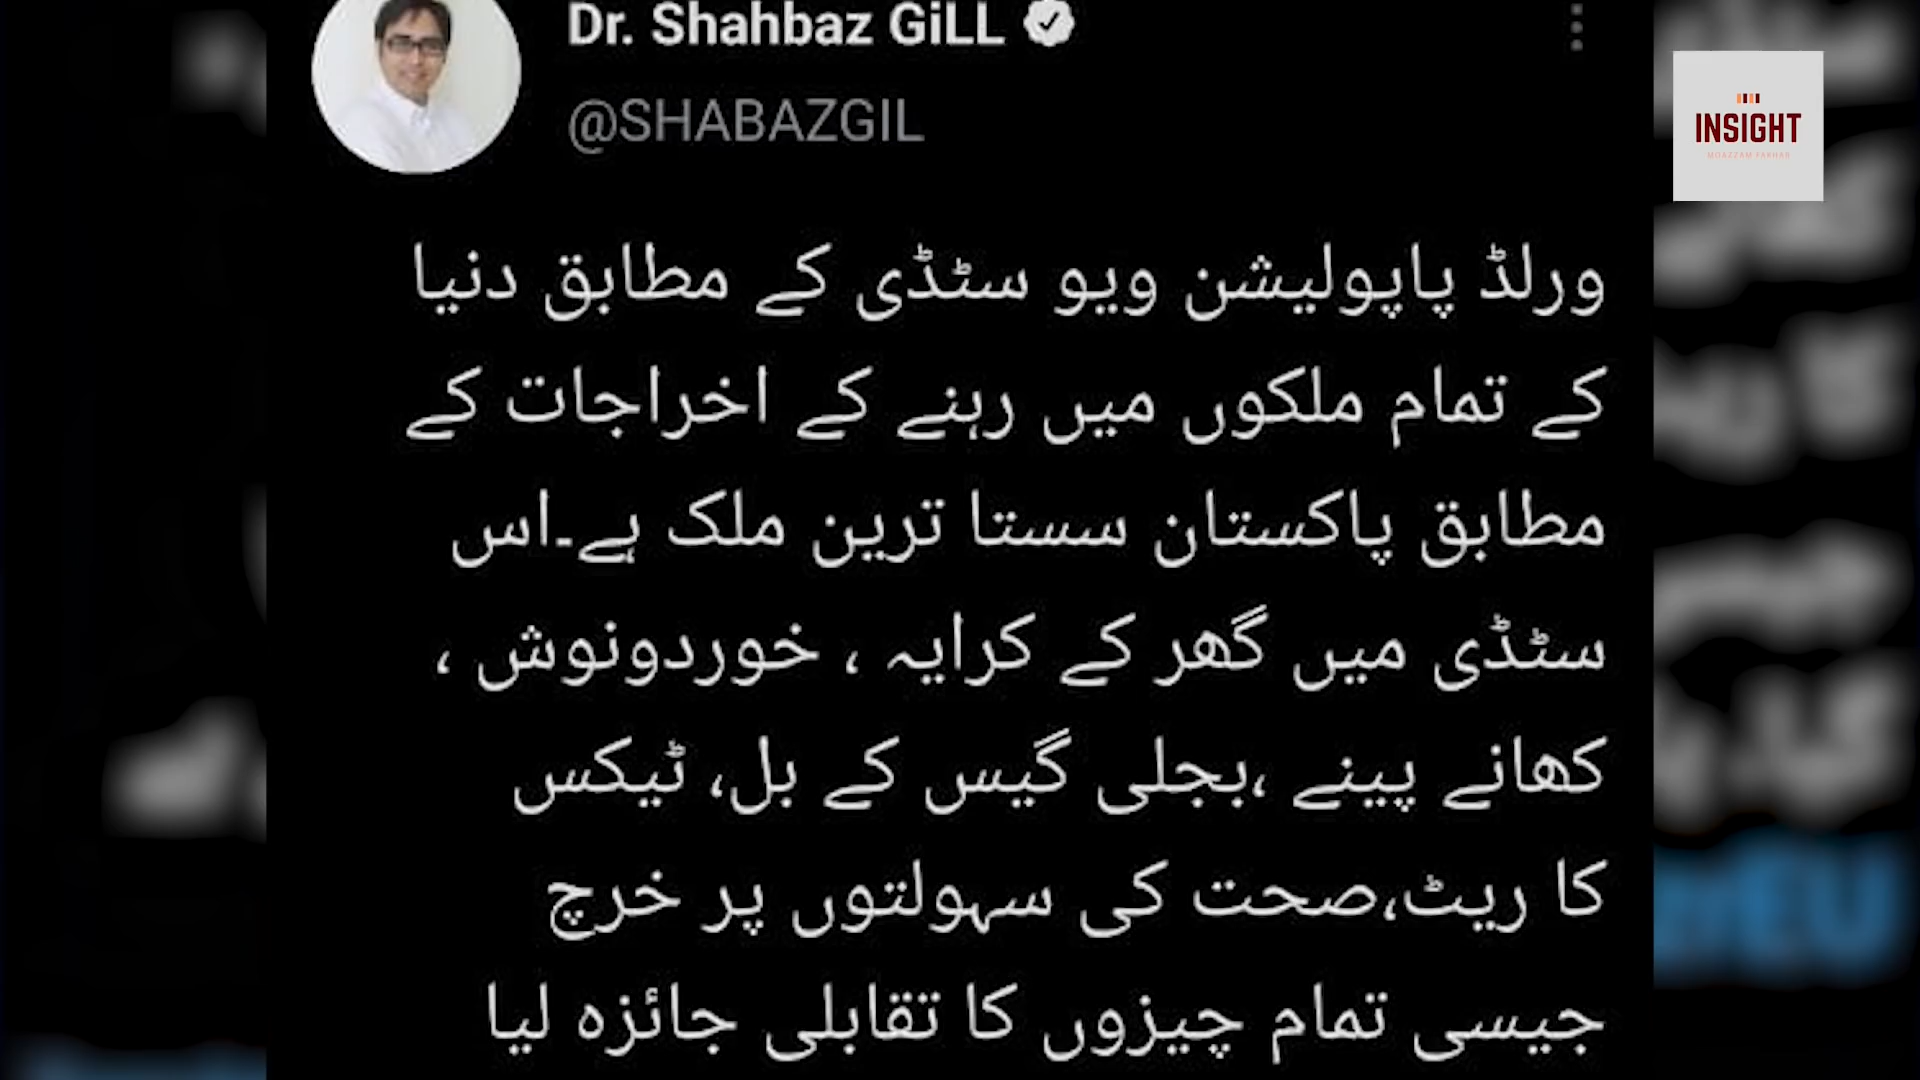 Dr. Shahbaz GiLL
@SHABAZGIL
INSIGHT
MOAZZAM FAKHAR
ورلڈ پاپولیشن ویو سٹڈی کے مطابق دنیا
کے تمام ملکوں میں رہنے کے اخراجات کے
مطابق پاکستان سستا ترین ملک ہے۔اس
سٹڈی میں گھر کے کرایہ ، خوردونوش ،
کھانے پینے ،بجلی گیس کے بل، ٹیکس
کا ریٹ،صحت کی سہولتوں پر خرچ
جیسی تمام چیزوں کا تقابلی جائزہ لیا